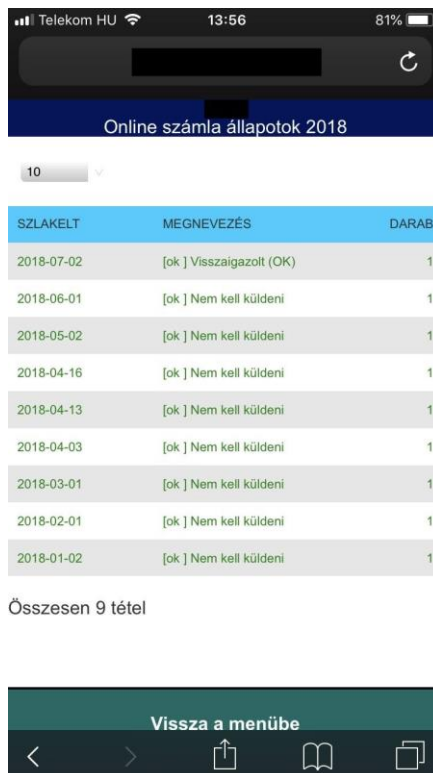 Telekom HU 13:56 81%
Online számla állapotok 2018
10
SZLAKELT MEGNEVEZÉS DARAB
2018-07-02 [ok ] Visszaigazolt (OK) 1
2018-06-01 [ok ] Nem kell küldeni 1
2018-05-02 [ok ] Nem kell küldeni 1
2018-04-16 [ok ] Nem kell küldeni 1
2018-04-13 [ok ] Nem kell küldeni 1
2018-04-03 [ok ] Nem kell küldeni 1
2018-03-01 [ok ] Nem kell küldeni 1
2018-02-01 [ok ] Nem kell küldeni 1
2018-01-02 [ok ] Nem kell küldeni 1
Összesen 9 tétel
Vissza a menübe